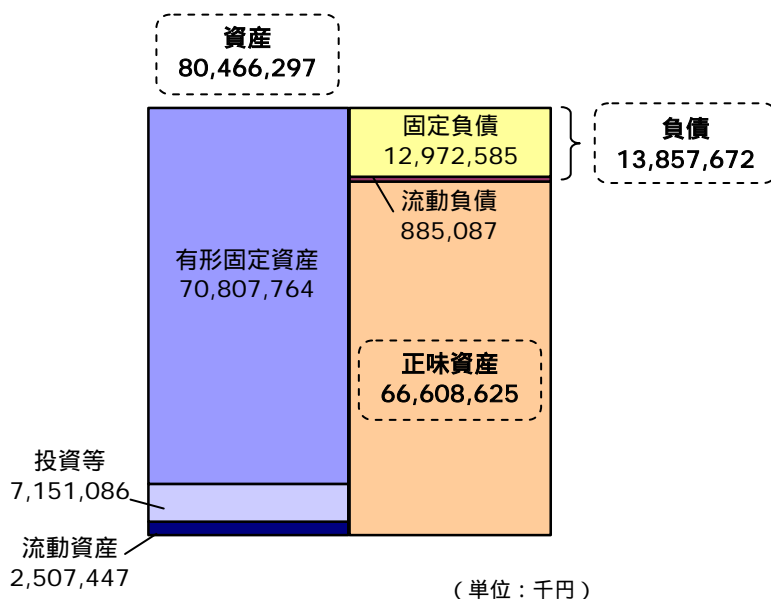 資産
80,466,297
固定負債
12,972,585
負債
13,857,672
流動負債
885,087
有形固定資産
70,807,764
正味資産
66,608,625
投資等
7,151,086
流動資産
2,507,447
（単位：千円）